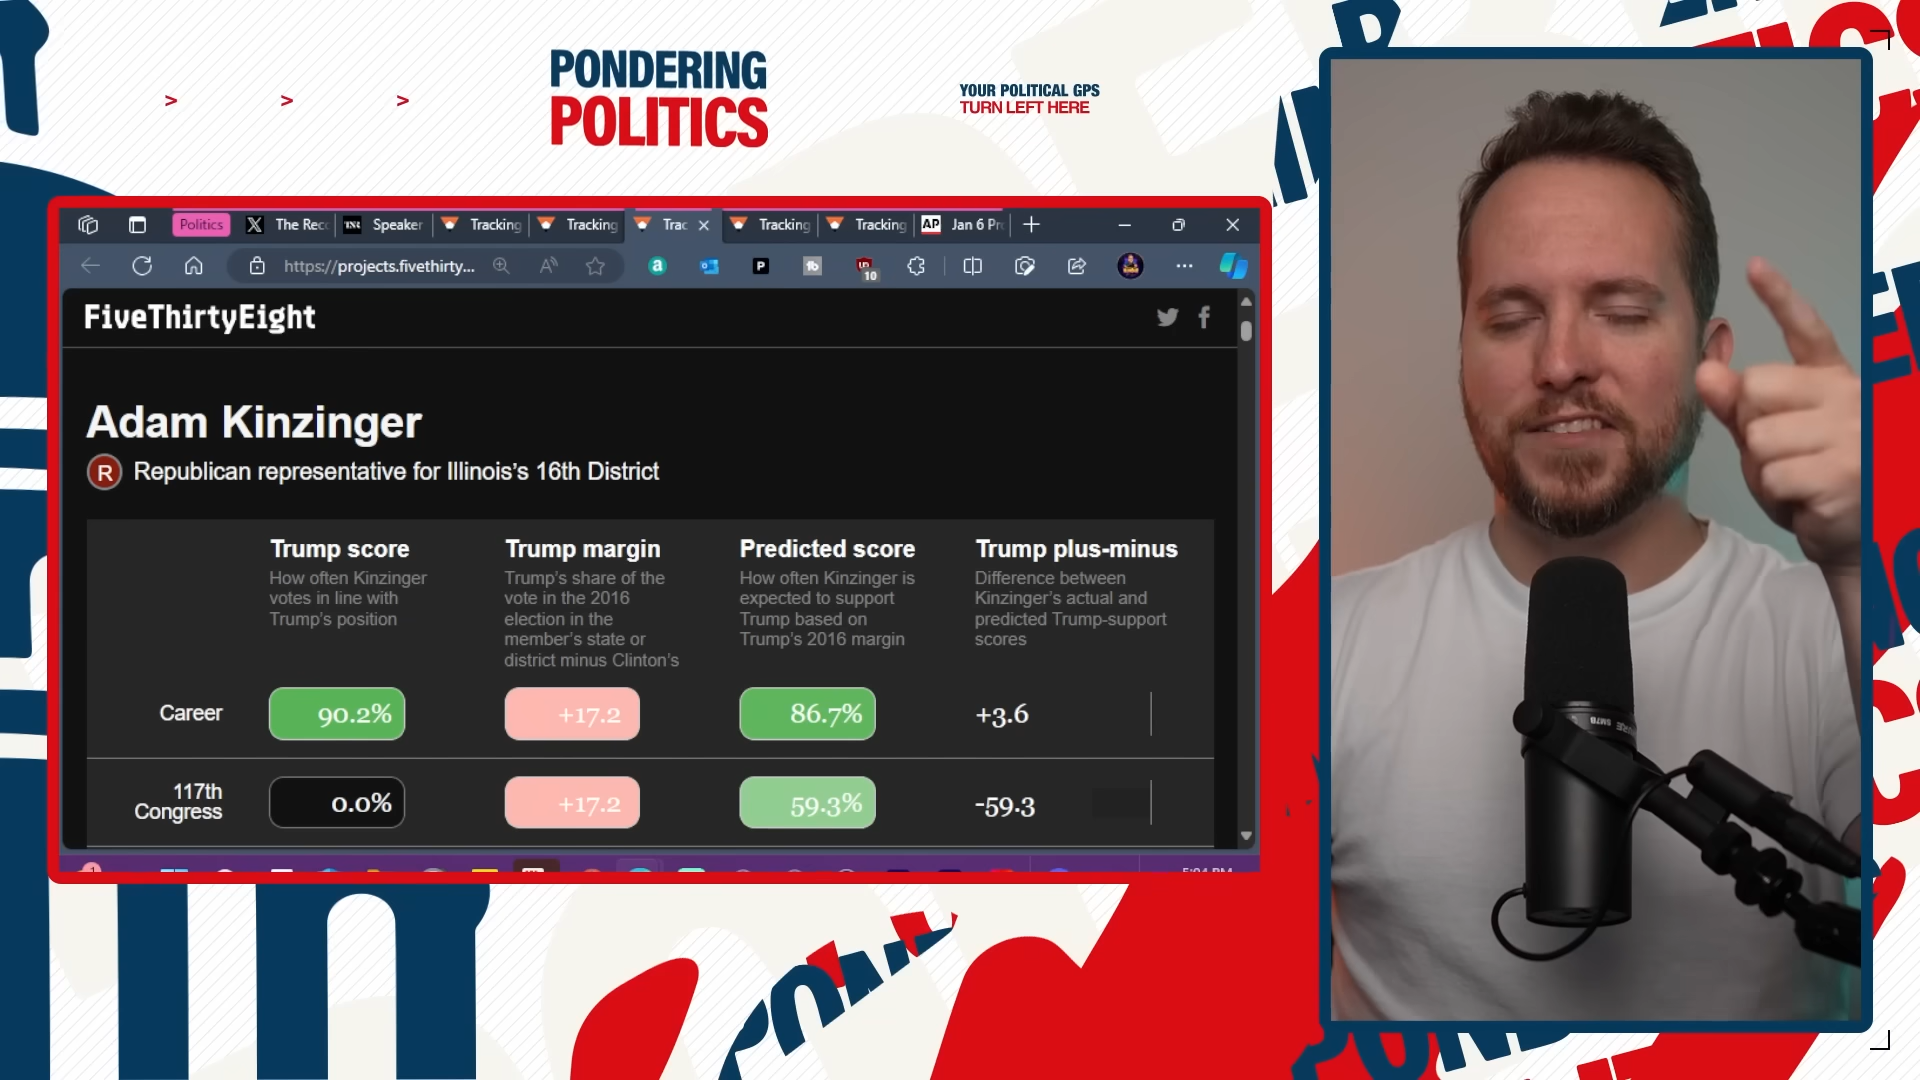 PONDERING
POLITICS
YOUR POLITICAL GPS
TURN LEFT HERE
> > >
Politics The Rec Speaker Tracking Tracking Trac Tracking Tracking AP Jan 6 Pr
https://projects.fivethirty... 10
FiveThirtyEight
Adam Kinzinger
R Republican representative for Illinois’s 16th District
Trump score
How often Kinzinger
votes in line with
Trump’s position
Trump margin
Trump’s share of the
vote in the 2016
election in the
member’s state or
district minus Clinton’s
Predicted score
How often Kinzinger is
expected to support
Trump based on
Trump’s 2016 margin
Trump plus-minus
Difference between
Kinzinger’s actual and
predicted Trump-support
scores
Career 90.2% +17.2 86.7% +3.6
117th
Congress 0.0% +17.2 59.3% -59.3